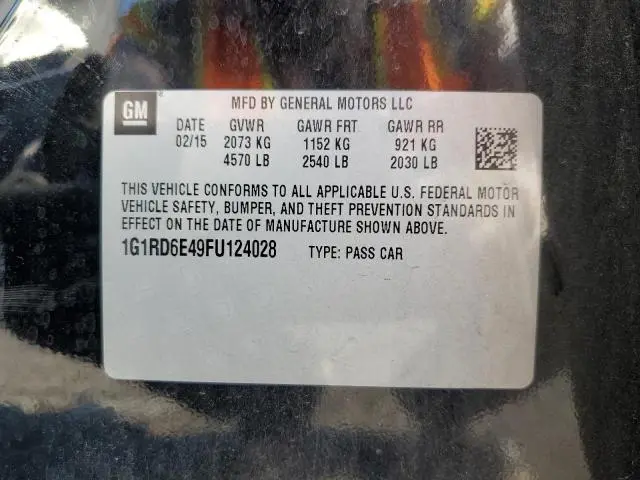 GM ® MFD BY GENERAL MOTORS LLC
DATE GVWR GAWR FRT GAWR RR
02/15 2073 KG 1152 KG 921 KG
4570 LB 2540 LB 2030 LB
THIS VEHICLE CONFORMS TO ALL APPLICABLE U.S. FEDERAL MOTOR
VEHICLE SAFETY, BUMPER, AND THEFT PREVENTION STANDARDS IN
EFFECT ON THE DATE OF MANUFACTURE SHOWN ABOVE.
1G1RD6E49FU124028 TYPE: PASS CAR